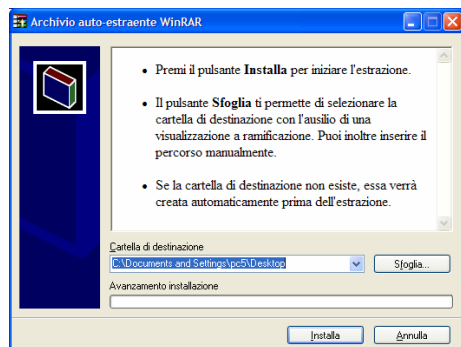 Archivio auto-estraente WinRAR
• Premi il pulsante Installa per iniziare l'estrazione.
• Il pulsante Sfoglia ti permette di selezionare la
cartella di destinazione con l'ausilio di una
visualizzazione a ramificazione. Puoi inoltre inserire il
percorso manualmente.
• Se la cartella di destinazione non esiste, essa verrà
creata automaticamente prima dell'estrazione.
Cartella di destinazione
C:\Documents and Settings\pc5\Desktop
Sfoglia...
Avanzamento installazione
Installa Annulla